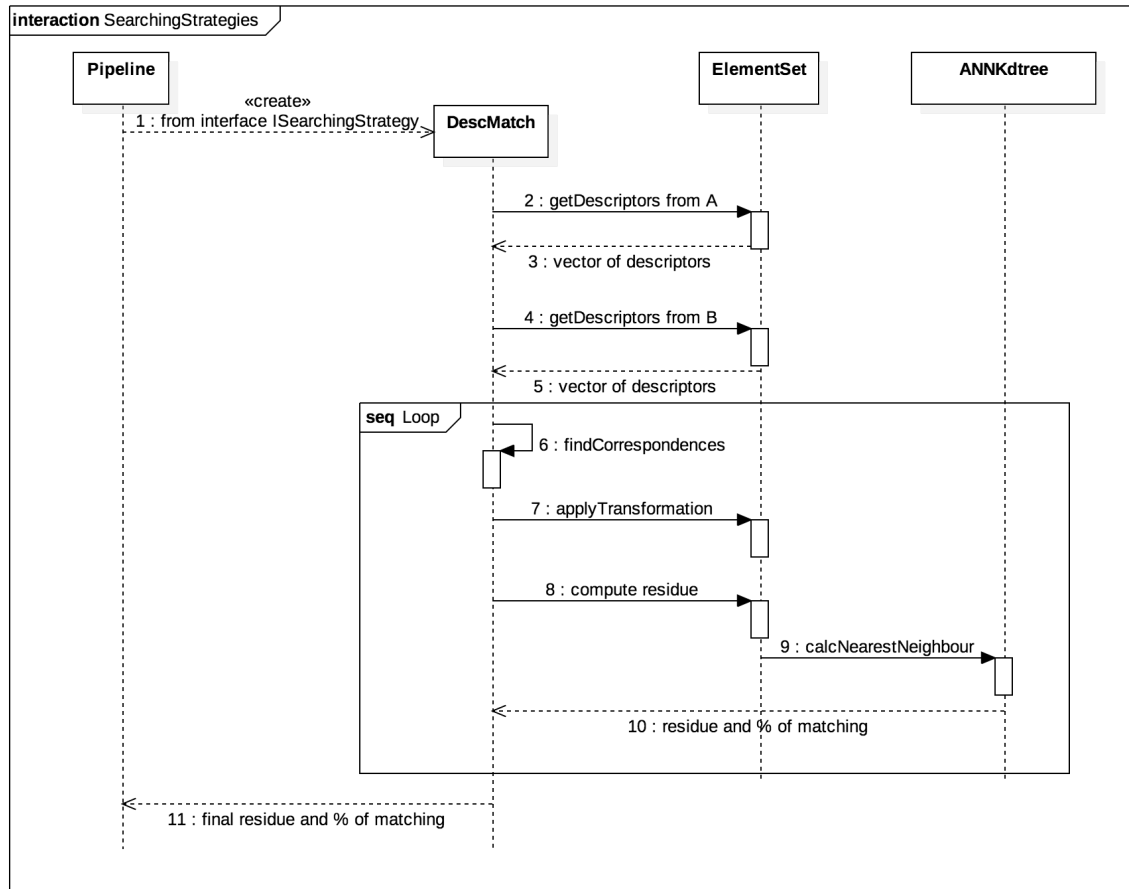 interaction SearchingStrategies
Pipeline
ElementSet
ANNKdtree
«create»
1 : from interface ISearchingStrategy
DescMatch
2 : getDescriptors from A
3 : vector of descriptors
4 : getDescriptors from B
5 : vector of descriptors
seq Loop
6 : findCorrespondences
7 : applyTransformation
8 : compute residue
9 : calcNearestNeighbour
10 : residue and % of matching
11 : final residue and % of matching